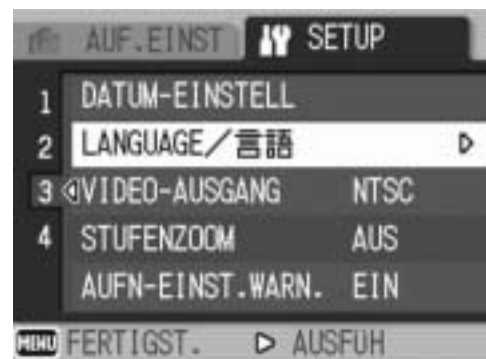 AUF.EINST SETUP
1 DATUM-EINSTELL
2 LANGUAGE/言語
3 VIDEO-AUSGANG NTSC
4 STUFENZOOM AUS
AUFN-EINST.WARN. EIN
MENU FERTIGST. AUSFÜH